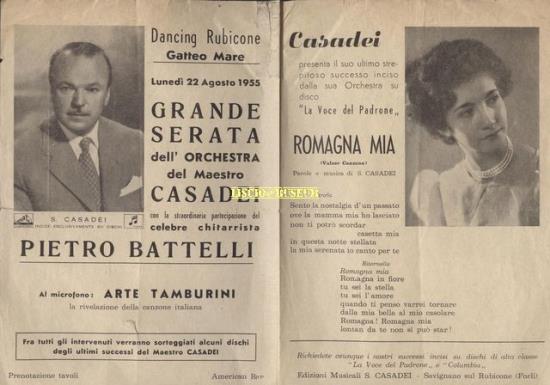 Dancing Rubicone
Gatteo Mare
Lunedì 22 Agosto 1955
GRANDE
SERATA
dell' ORCHESTRA
del Maestro
CASADEI
con la straordinaria partecipazione del
celebre chitarrista
S. CASADEI
INCIDE ESCLUSIVAMENTE SU DISCHI
PIETRO BATTELLI
Al microfono: ARTE TAMBURINI
la rivelazione della canzone italiana
Fra tutti gli intervenuti verranno sorteggiati alcuni dischi
degli ultimi successi del Maestro CASADEI
Prenotazione tavoli
American Bar
Casadei
presenta il suo ultimo stre-
pitoso successo inciso
dalla sua Orchestra su
disco
"La Voce del Padrone„
ROMAGNA MIA
(Valzer Canzone)
Parole e musica di S. CASADEI
Sento la nostalgia d'un passato
ove la mamma mia ho lasciato
non ti potrò scordar
casetta mia
in questa notte stellata
la mia serenata io canto per te
Ritornello
Romagna mia
Romagna in fiore
tu sei la stella
tu sei l'amore
quando ti penso varrei tornare
dalla mia bella al mio casolare
Romagna! Romagna mia
lontan da te non si può star!
Richiedete ovunque i nostri successi incisi su dischi di alta classe
"La Voce del Padrone„ e "Columbia„
Edizioni Musicali S. CASADEI - Savignano sul Rubicone (Forlì)